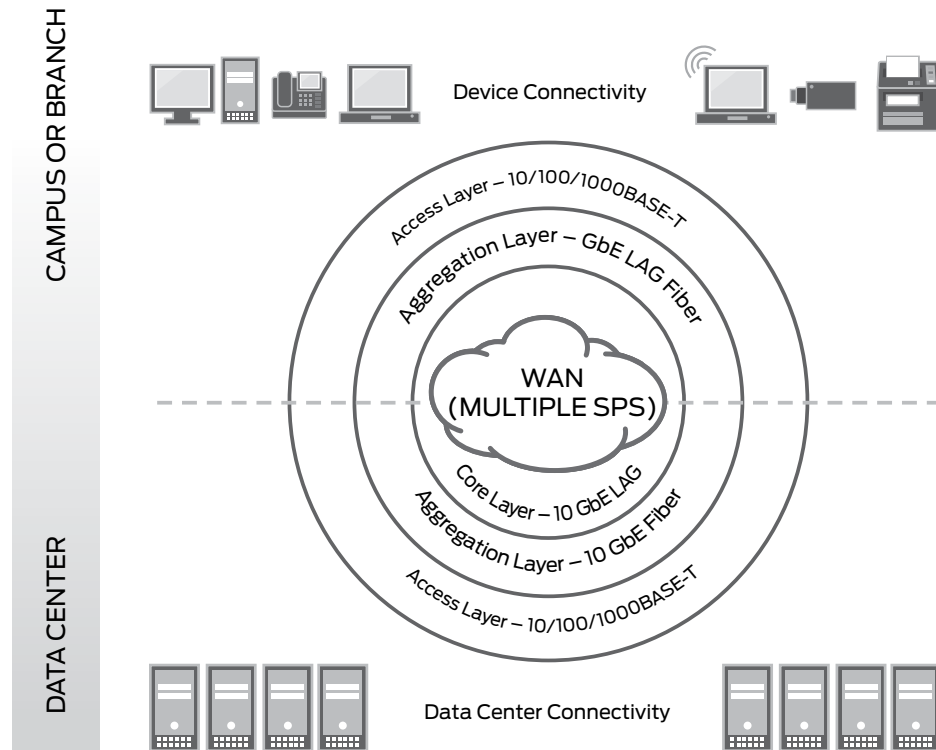 CAMPUS OR BRANCH
Device Connectivity
Access Layer – 10/100/1000BASE-T
Aggregation Layer – GbE LAG Fiber
WAN
(MULTIPLE SPS)
Core Layer – 10 GbE LAG
Aggregation Layer – 10 GbE Fiber
Access Layer – 10/100/1000BASE-T
DATA CENTER
Data Center Connectivity